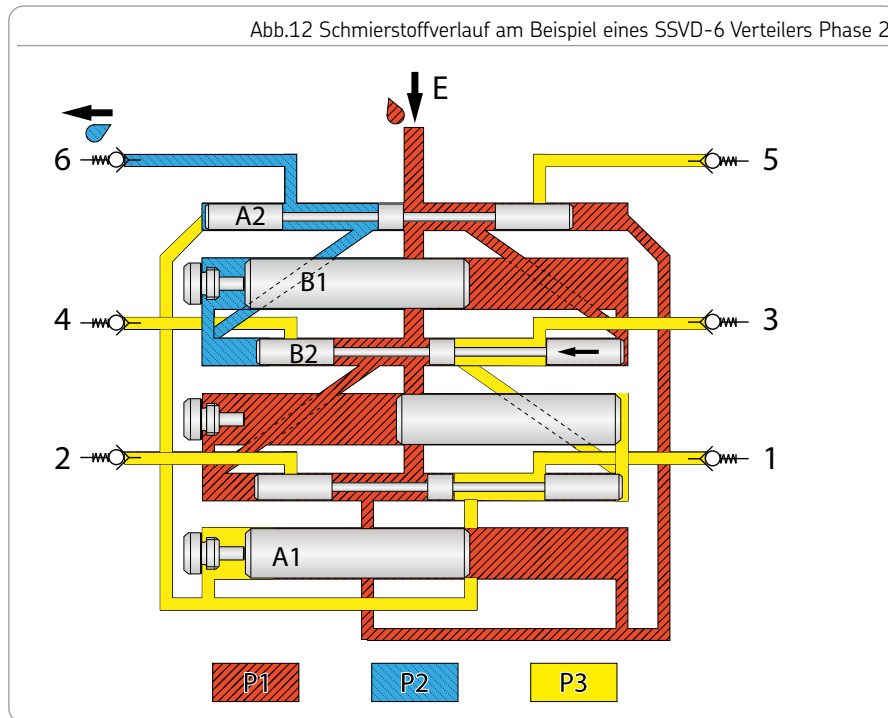 Abb.12 Schmierstoffverlauf am Beispiel eines SSVD-6 Verteilers Phase 2
E
6
5
A2
B1
4
3
B2
2
1
A1
P1 P2 P3